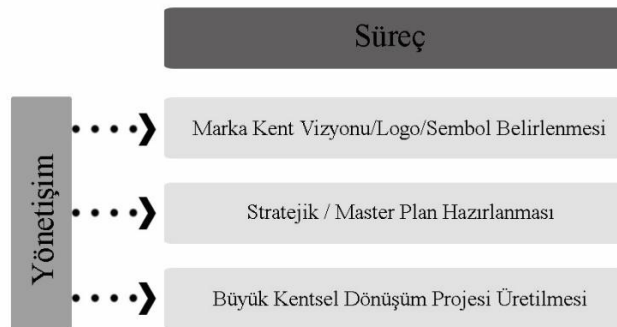 Süreç
Yönetişim
Marka Kent Vizyonu/Logo/Sembol Belirlenmesi
Stratejik / Master Plan Hazırlanması
Büyük Kentsel Dönüşüm Projesi Üretilmesi